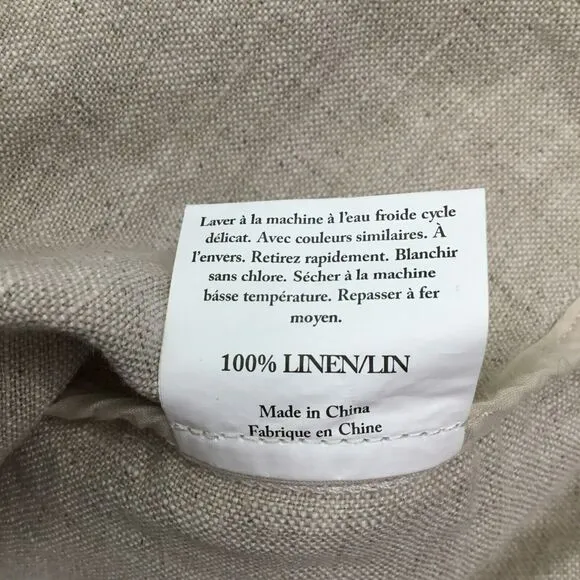 Laver à la machine à l'eau froide cycle
délicat. Avec couleurs similaires. À
l'envers. Retirez rapidement. Blanchir
sans chlore. Sécher à la machine
básse température. Repasser à fer
moyen.
100% LINEN/LIN
Made in China
Fabrique en Chine